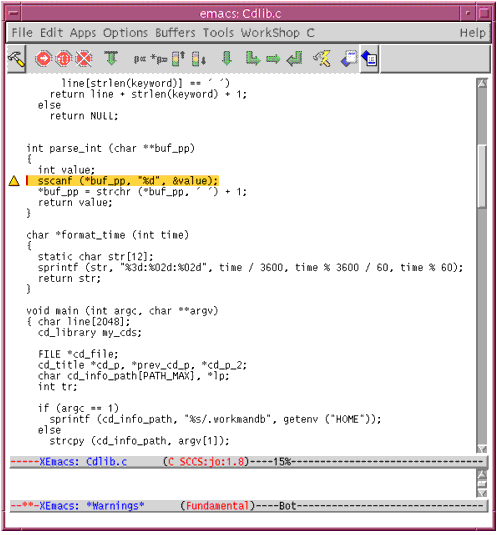 emacs: Cdlib.c
File Edit Apps Options Buffers Tools WorkShop C Help
line[strlen(keyword)] == ´ ´)
return line + strlen(keyword) + 1;
else
return NULL;
int parse_int (char **buf_pp)
{
int value;
sscanf (*buf_pp, "%d", &value);
*buf_pp = strchr (*buf_pp, ´ ´) + 1;
return value;
}
char *format_time (int time)
{
static char str[12];
sprintf (str, "%3d:%02d:%02d", time / 3600, time % 3600 / 60, time % 60);
return str;
}
void main (int argc, char **argv)
{ char line[2048];
cd_library my_cds;
FILE *cd_file;
cd_title *cd_p, *prev_cd_p, *cd_p_2;
char cd_info_path[PATH_MAX], *lp;
int tr;
if (argc == 1)
sprintf (cd_info_path, "%s/.workmandb", getenv ("HOME"));
else
strcpy (cd_info_path, argv[1]);
-----XEmacs: Cdlib.c (C SCCS:jo:1.8)----15%--------------------------------
--**-XEmacs: *Warnings* (Fundamental)----Bot--------------------------------